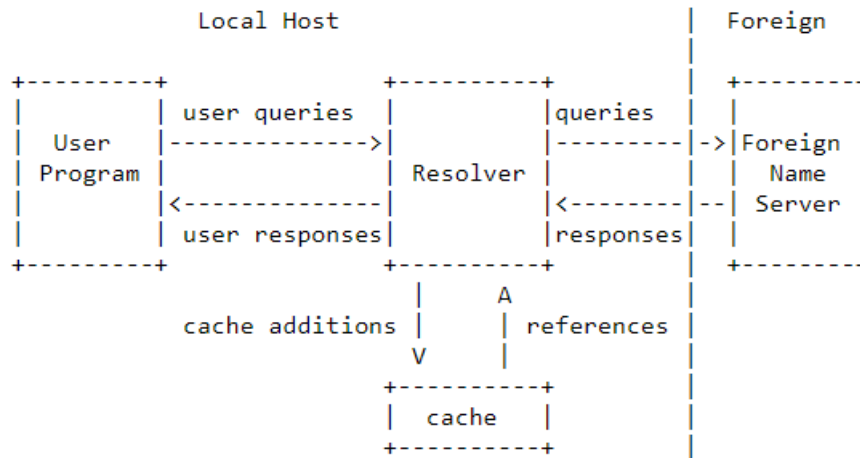 Local Host                        |  Foreign
                                               |
+---------+               +----------+         |  +--------
|         | user queries  |          |queries  |  |
|  User   |-------------->|          |---------|->|Foreign
| Program |               | Resolver |         |  |  Name
|         |<--------------|          |<--------|--| Server
|         | user responses|          |responses|  |
+---------+               +----------+         |  +--------
                            |     A            |
            cache additions |     | references |
                            V     |            |
                          +----------+         |
                          |  cache   |         |
                          +----------+         |